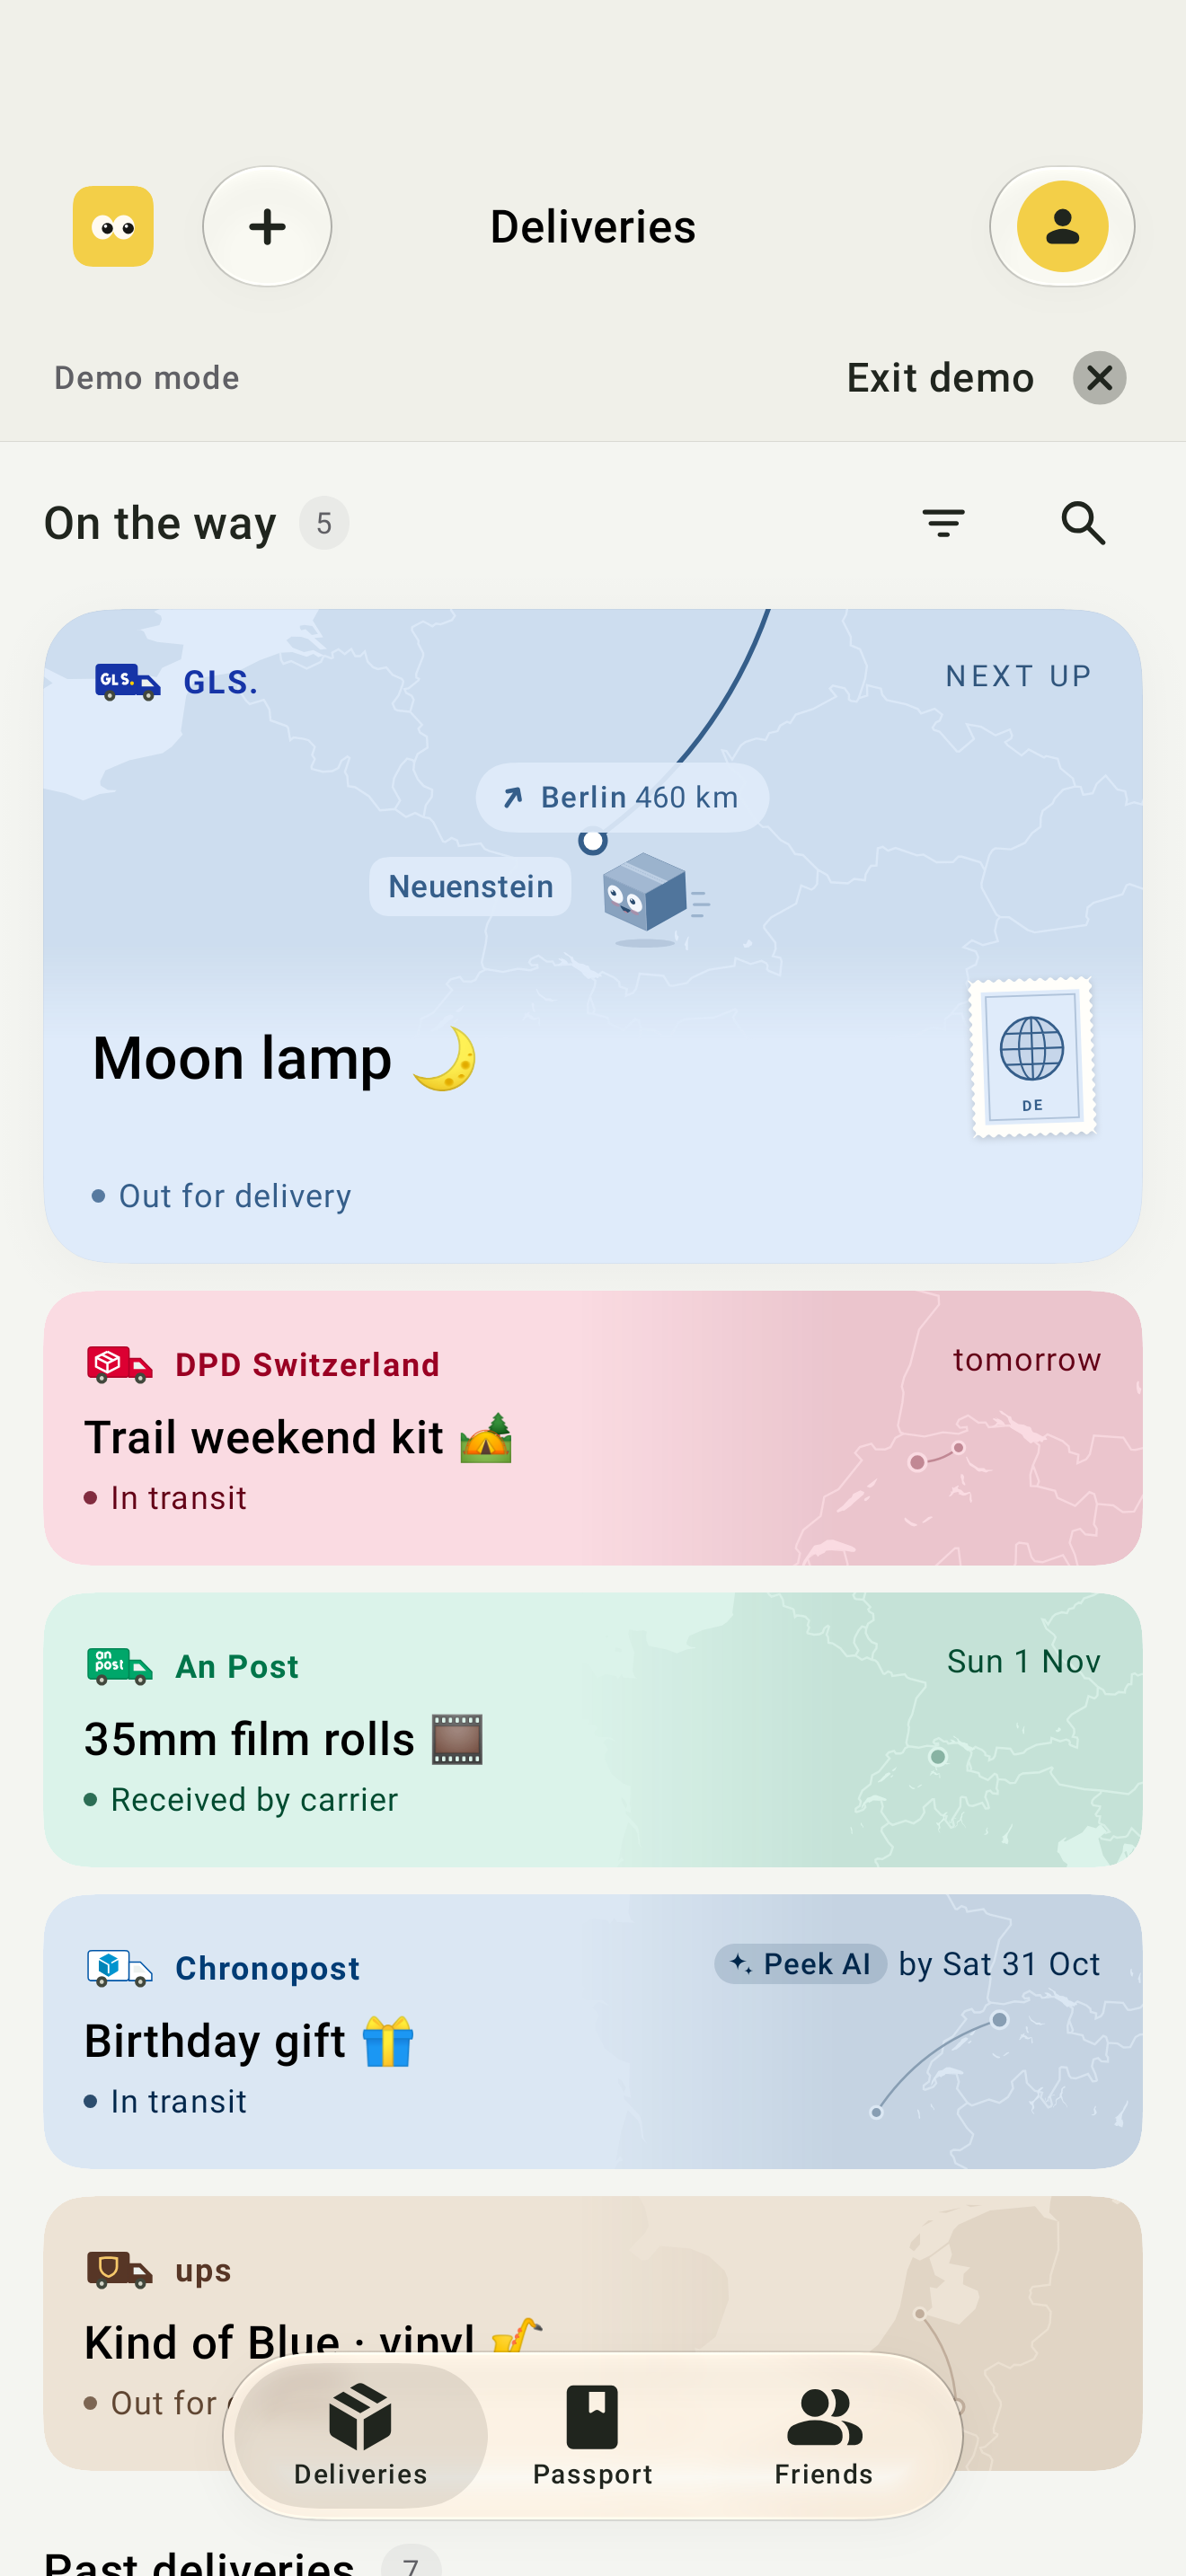 Deliveries
Demo mode
Exit demo
On the way 5
GLS. GLS.
NEXT UP
Berlin 460 km
Neuenstein
Moon lamp 🌙
DE
Out for delivery
DPD Switzerland
tomorrow
Trail weekend kit 🏕️
In transit
an post An Post
Sun 1 Nov
35mm film rolls 🎞️
Received by carrier
Chronopost
Peek AI by Sat 31 Oct
Birthday gift 🎁
In transit
ups
Kind of Blue · vinyl 🎷
Out for
Deliveries
Passport
Friends
Past deliveries 7